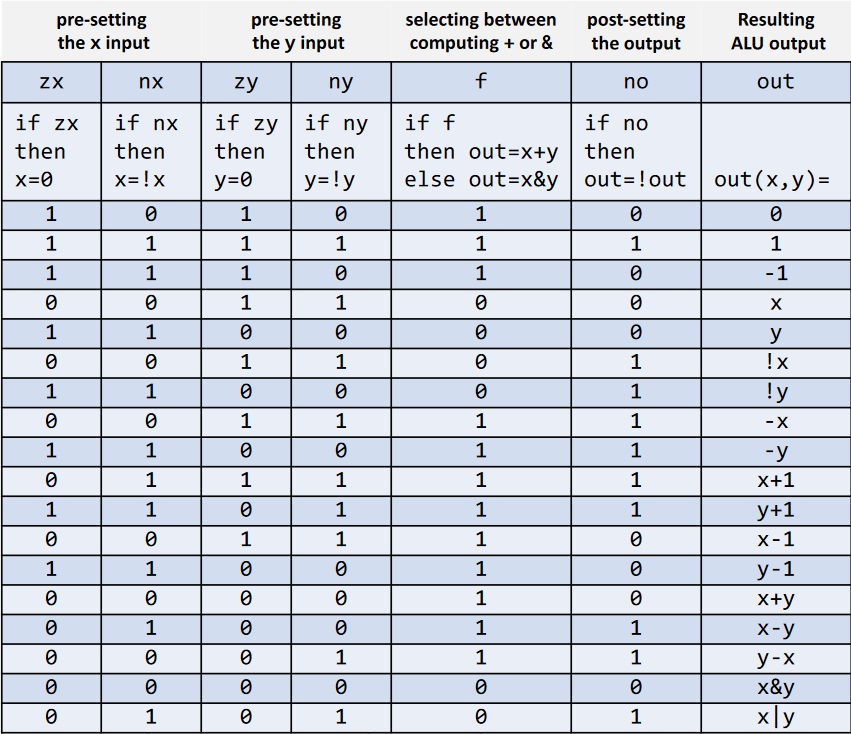 pre-setting the x input pre-setting the y input selecting between computing + or & post-setting the output Resulting ALU output
zx nx zy ny f no out
if zx then x=0 if nx then x=!x if zy then y=0 if ny then y=!y if f then out=x+y else out=x&y if no then out=!out out(x,y)=
1 0 1 0 1 0 0
1 1 1 1 1 1 1
1 1 1 0 1 0 -1
0 0 1 1 0 0 x
1 1 0 0 0 0 y
0 0 1 1 0 1 !x
1 1 0 0 0 1 !y
0 0 1 1 1 1 -x
1 1 0 0 1 1 -y
0 1 1 1 1 1 x+1
1 1 0 1 1 1 y+1
0 0 1 1 1 0 x-1
1 1 0 0 1 0 y-1
0 0 0 0 1 0 x+y
0 1 0 0 1 1 x-y
0 0 0 1 1 1 y-x
0 0 0 0 0 0 x&y
0 1 0 1 0 1 x|y